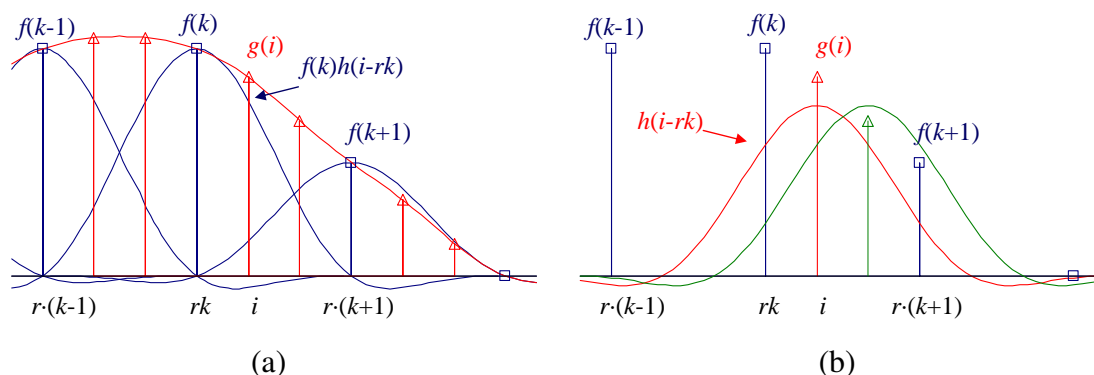 f(k-1)
f(k)
g(i)
f(k)h(i-rk)
f(k+1)
r·(k-1)
rk
i
r·(k+1)
(a)
f(k-1)
f(k)
g(i)
h(i-rk)
f(k+1)
r·(k-1)
rk
i
r·(k+1)
(b)